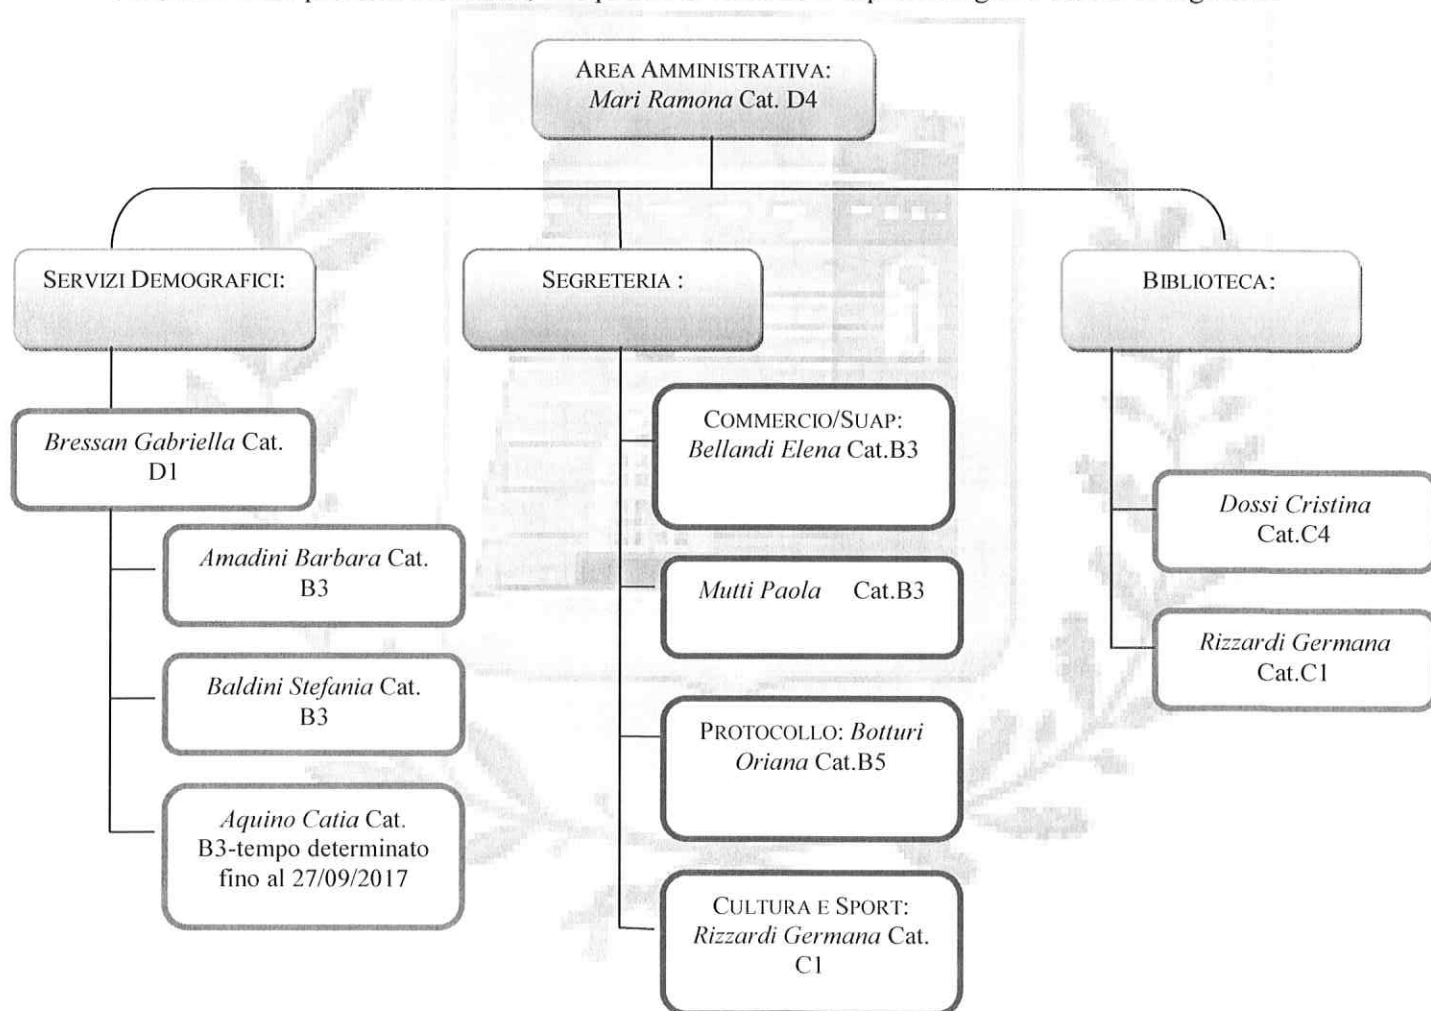 AREA AMMINISTRATIVA:
Mari Ramona Cat. D4
SERVIZI DEMOGRAFICI:
SEGRETERIA :
BIBLIOTECA:
Bressan Gabriella Cat.
D1
Amadini Barbara Cat.
B3
Baldini Stefania Cat.
B3
Aquino Catia Cat.
B3-tempo determinato
fino al 27/09/2017
COMMERCIO/SUAP:
Bellandi Elena Cat.B3
Mutti Paola Cat.B3
PROTOCOLLO: Botturi
Oriana Cat.B5
CULTURA E SPORT:
Rizzardi Germana Cat.
C1
Dossi Cristina
Cat.C4
Rizzardi Germana
Cat.C1